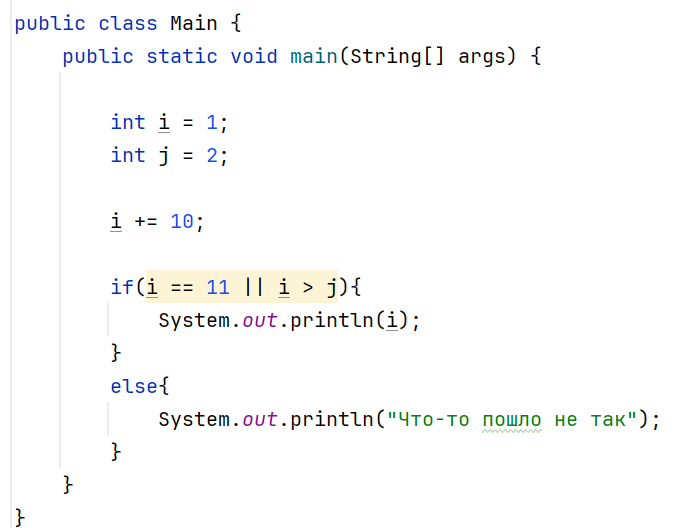 public class Main {
public static void main(String[] args) {
int i = 1;
int j = 2;
i += 10;
if(i == 11 || i > j){
System.out.println(i);
}
else{
System.out.println("Что-то пошло не так");
}
}
}